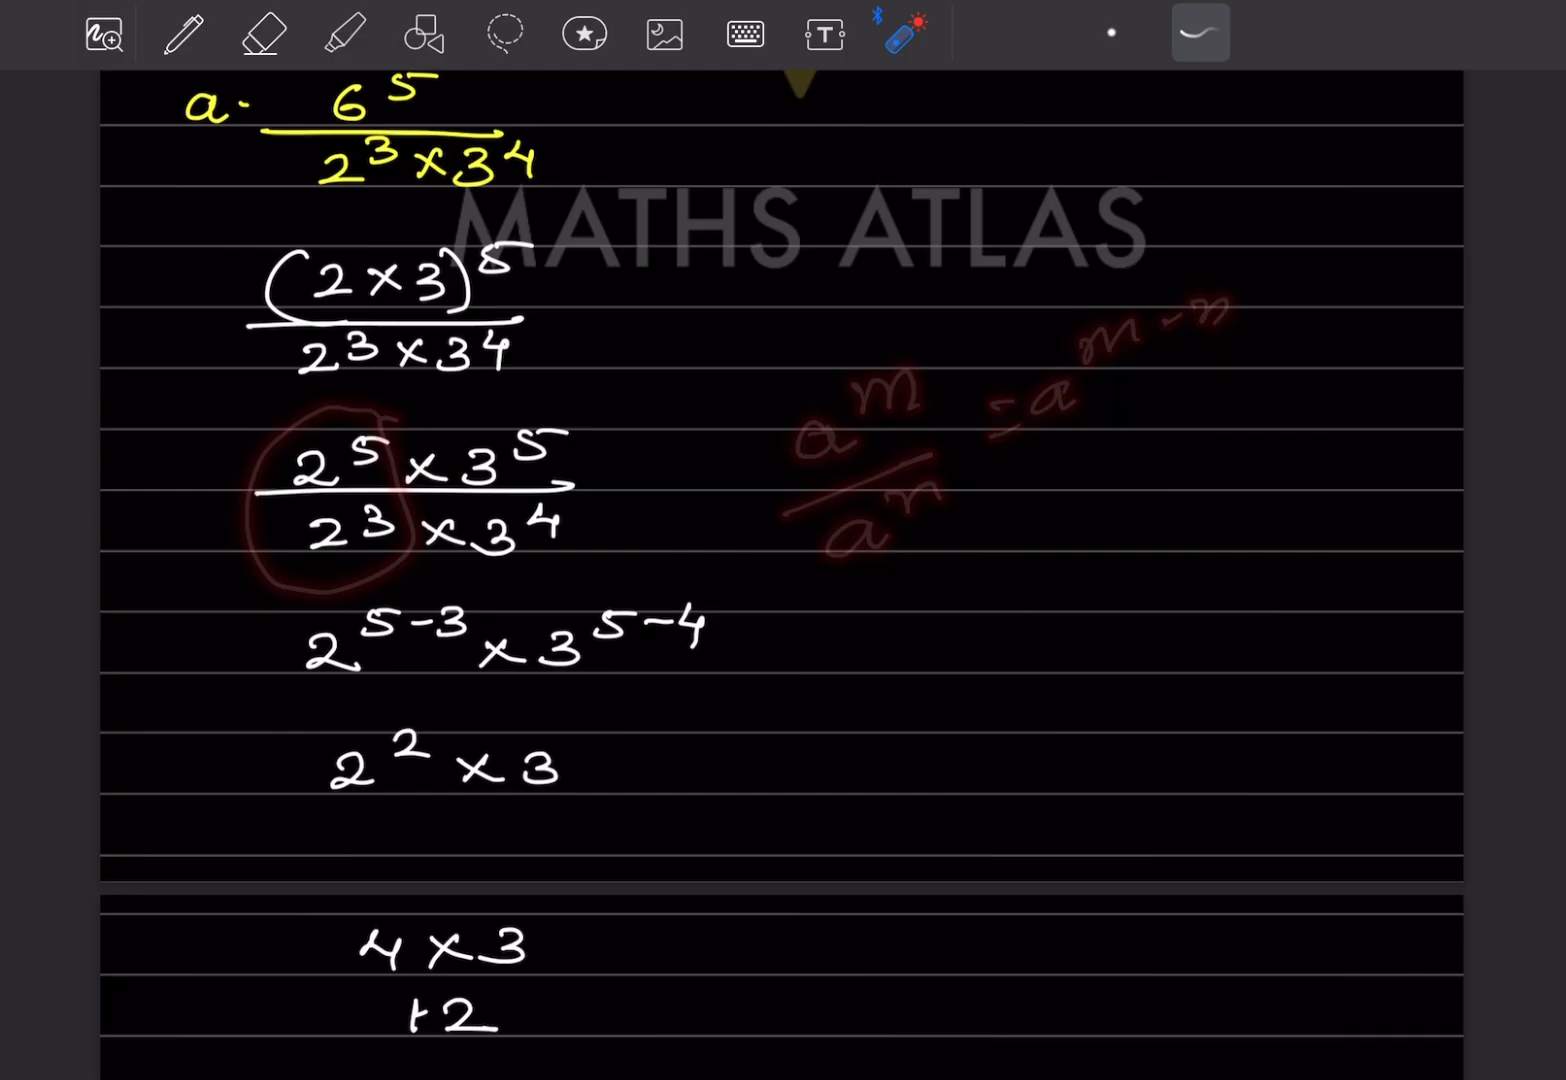 a. 6^5
2^3 × 3^4
MATHS ATLAS
(2 × 3)^5
2^3 × 3^4
a^m / a^n = a^m-n
2^5 × 3^5
2^3 × 3^4
2^5-3 × 3^5-4
2^2 × 3
4 × 3
12